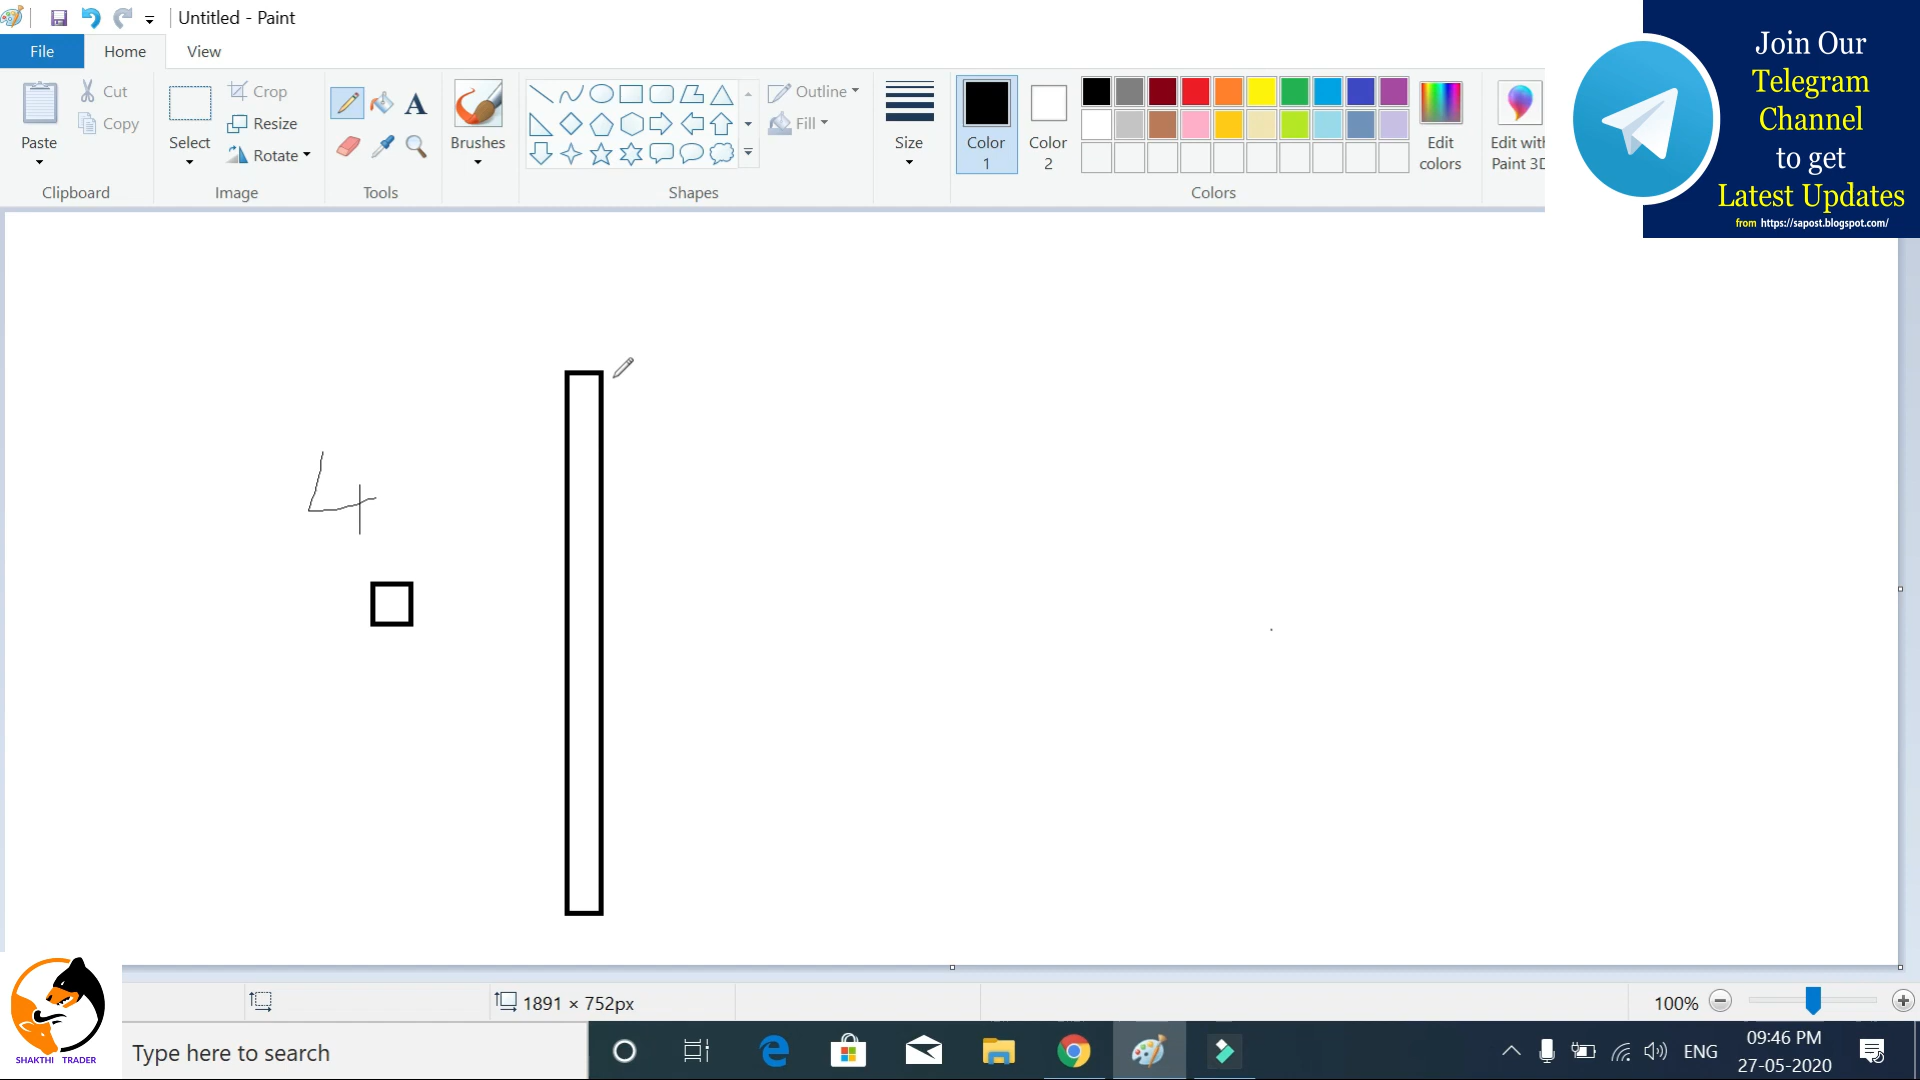 Untitled - Paint
File Home View
Paste
Cut
Copy
Clipboard
Select
Crop
Resize
Rotate
Image
Tools
Brushes
Shapes
Outline
Fill
Size
Color 1
Color 2
Colors
Edit colors
Edit with Paint 3D
Join Our
Telegram
Channel
to get
Latest Updates
from https://sapost.blogspot.com/
4
SHAKTHI TRADER
1891 × 752px
100%
Type here to search
ENG
09:46 PM
27-05-2020